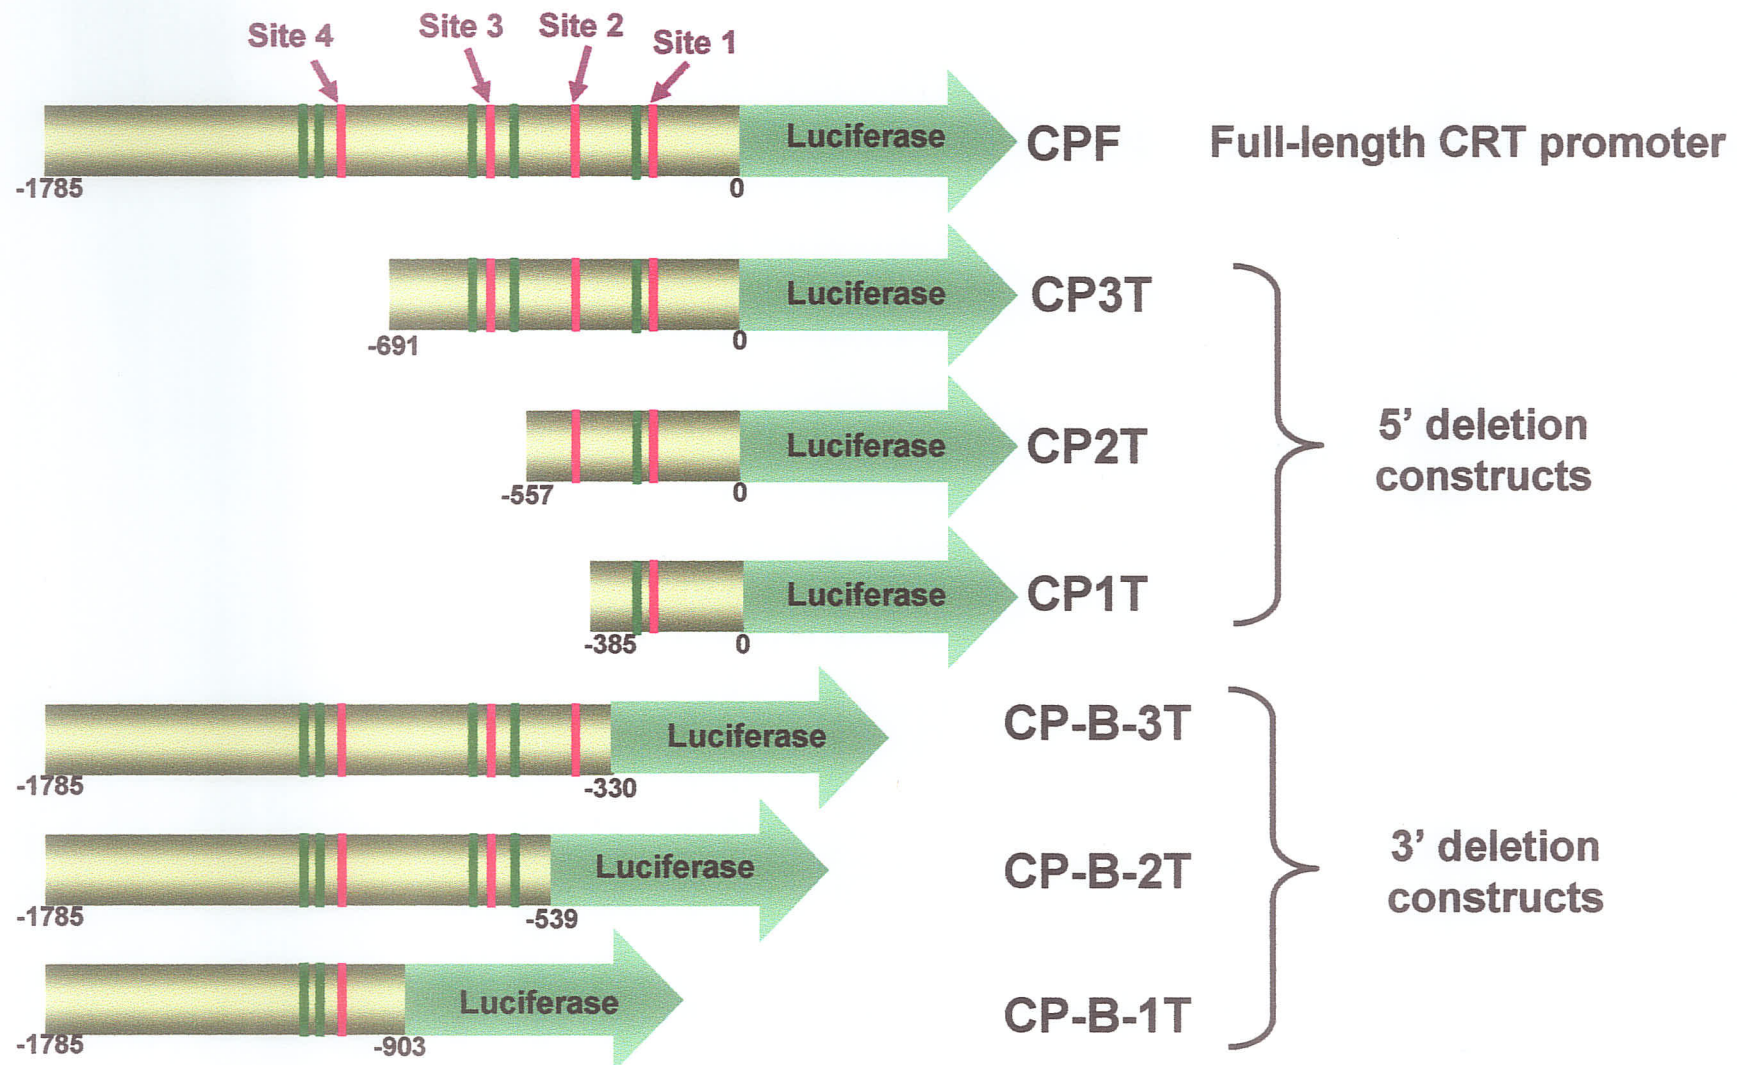 Site 4 Site 3 Site 2 Site 1
Luciferase CPF Full-length CRT promoter
-1785 0
Luciferase CP3T
-691 0
Luciferase CP2T
-557 0
5' deletion
constructs
Luciferase CP1T
-385 0
Luciferase CP-B-3T
-1785 -330
Luciferase CP-B-2T
-1785 -539
3' deletion
constructs
Luciferase CP-B-1T
-1785 -903